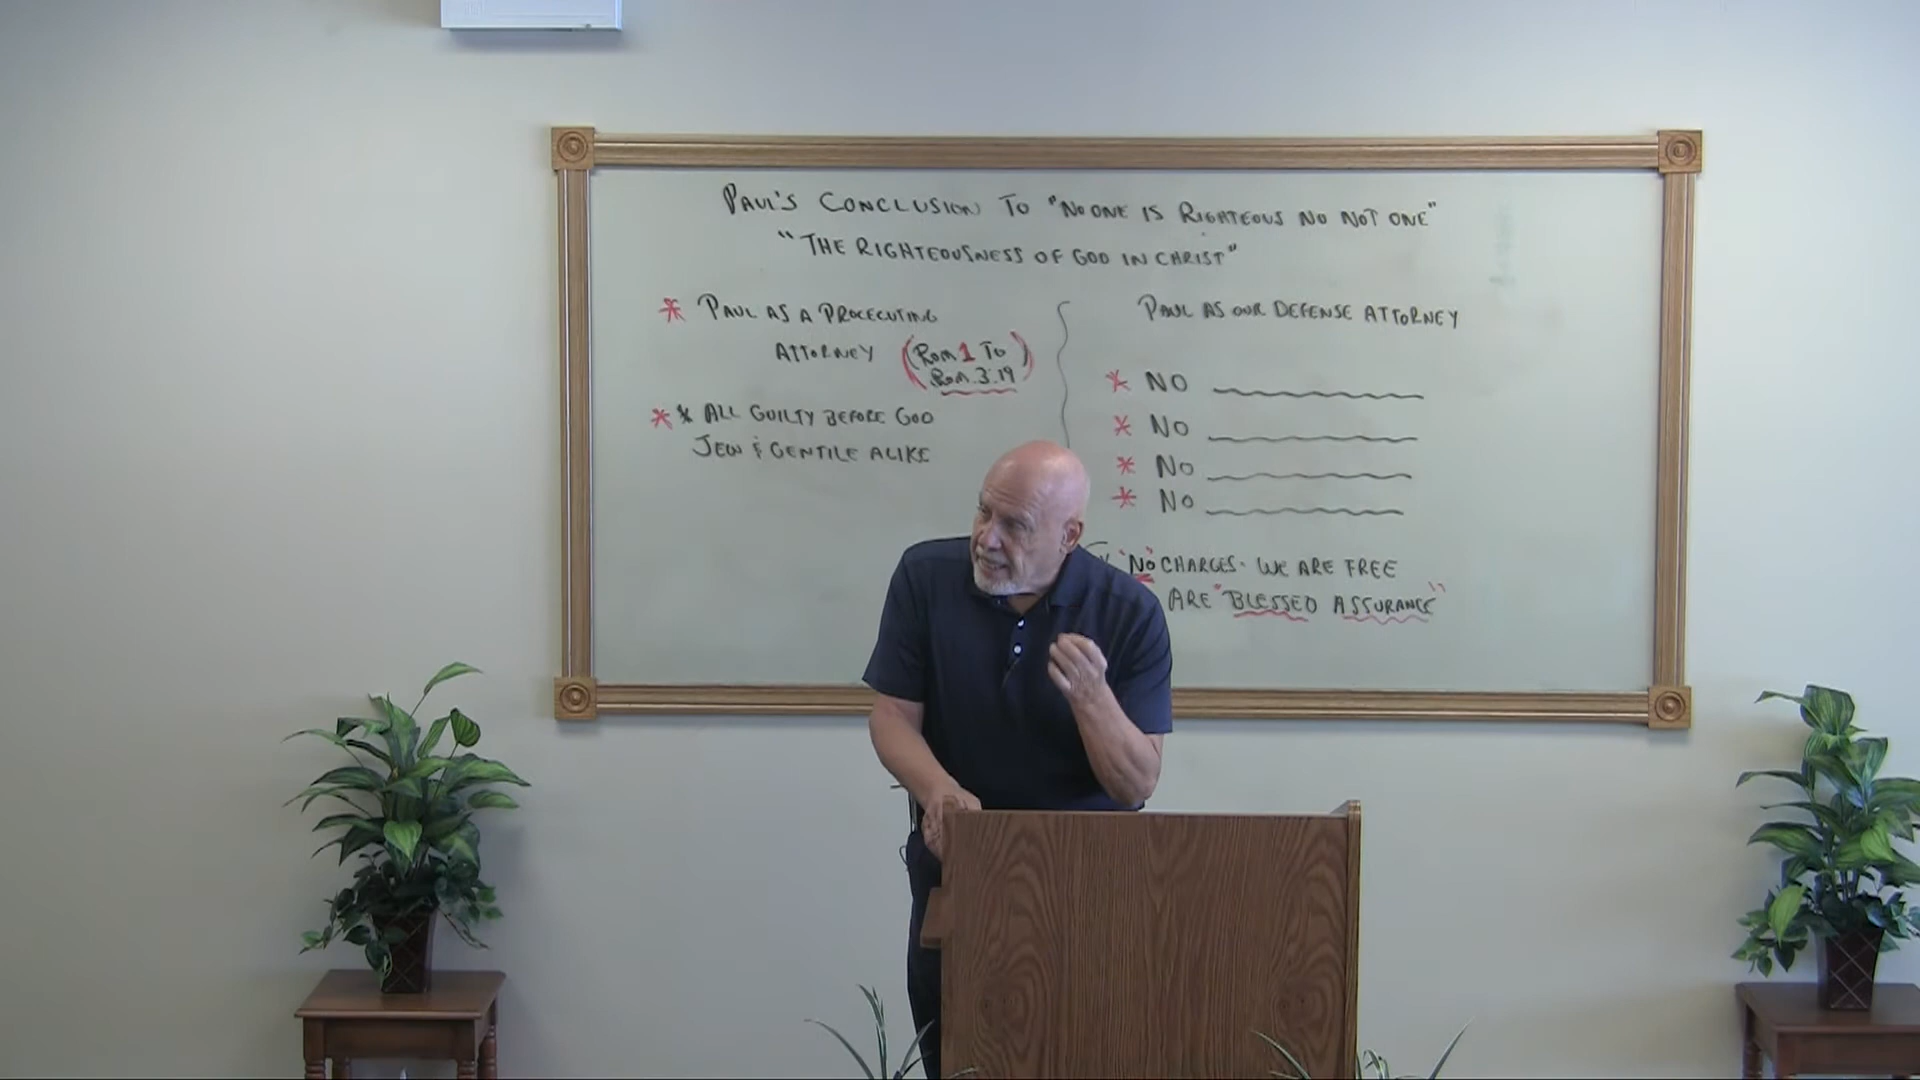 PAUL'S CONCLUSION TO "NO ONE IS RIGHTEOUS NO NOT ONE"
"THE RIGHTEOUSNESS OF GOD IN CHRIST"
* PAUL AS A PROCECUTING
ATTORNEY (ROM 1 TO
ROM. 3:19)
* * ALL GUILTY BEFORE GOD
JEW & GENTILE ALIKE
PAUL AS OUR DEFENSE ATTORNEY
* NO
* NO
* NO
* NO
"NO" CHARGES. WE ARE FREE
ARE "BLESSED ASSURANCE"